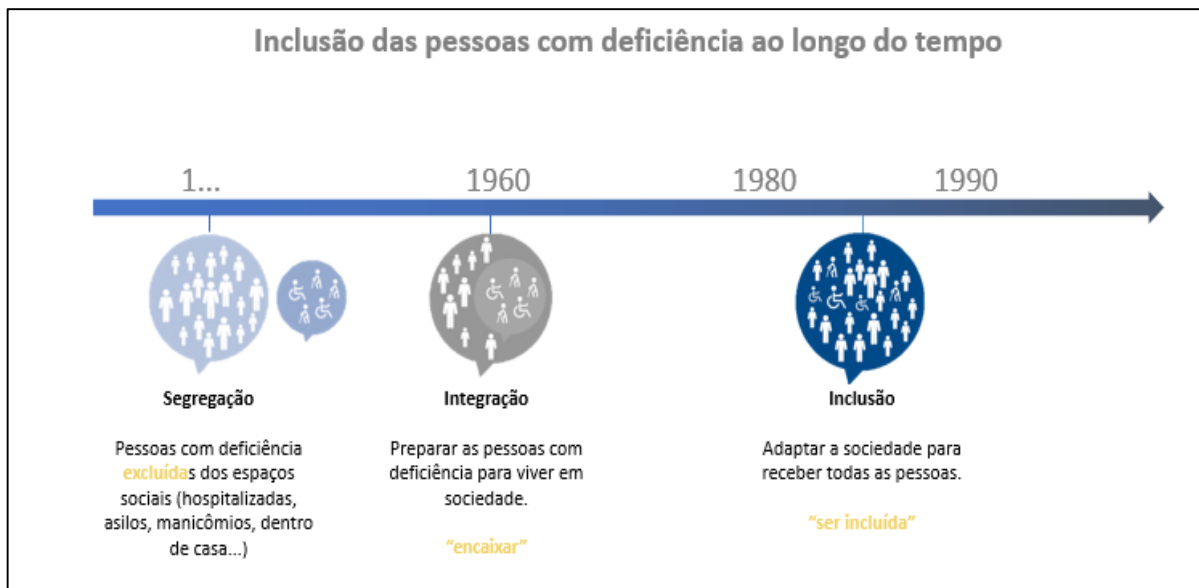 Inclusão das pessoas com deficiência ao longo do tempo
1...
1960
1980
1990
Segregação
Pessoas com deficiência
excluídas dos espaços
sociais (hospitalizadas,
asilos, manicômios, dentro
de casa...)
Integração
Preparar as pessoas com
deficiência para viver em
sociedade.
“encaixar”
Inclusão
Adaptar a sociedade para
receber todas as pessoas.
“ser incluída”